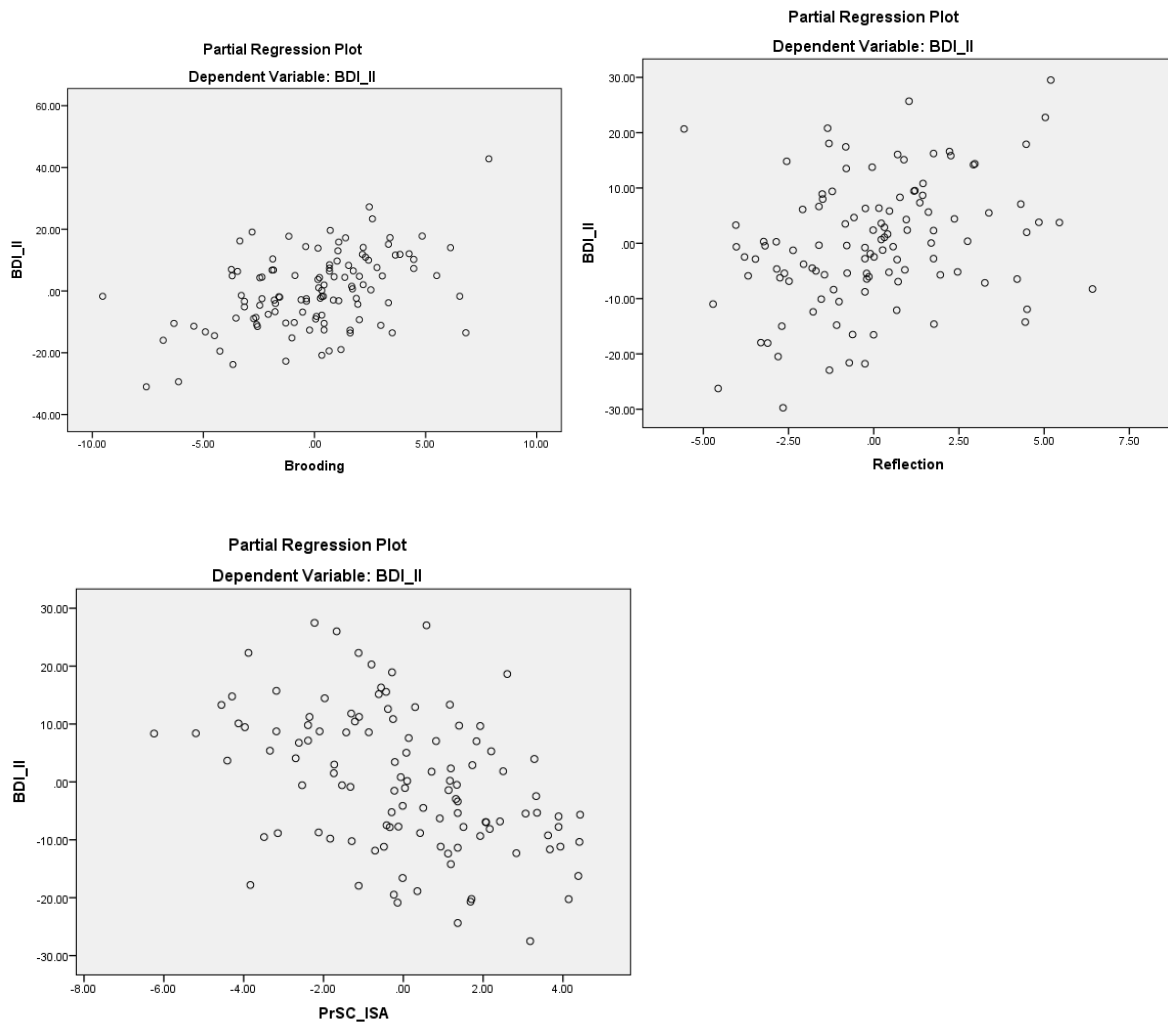 Partial Regression Plot
Dependent Variable: BDI_II
60.00
40.00
20.00
.00
-20.00
-40.00
BDI_II
-10.00 -5.00 .00 5.00 10.00
Brooding
Partial Regression Plot
Dependent Variable: BDI_II
30.00
20.00
10.00
.00
-10.00
-20.00
-30.00
BDI_II
-5.00 -2.50 .00 2.50 5.00 7.50
Reflection
Partial Regression Plot
Dependent Variable: BDI_II
30.00
20.00
10.00
.00
-10.00
-20.00
-30.00
BDI_II
-8.00 -6.00 -4.00 -2.00 .00 2.00 4.00
PrSC_ISA